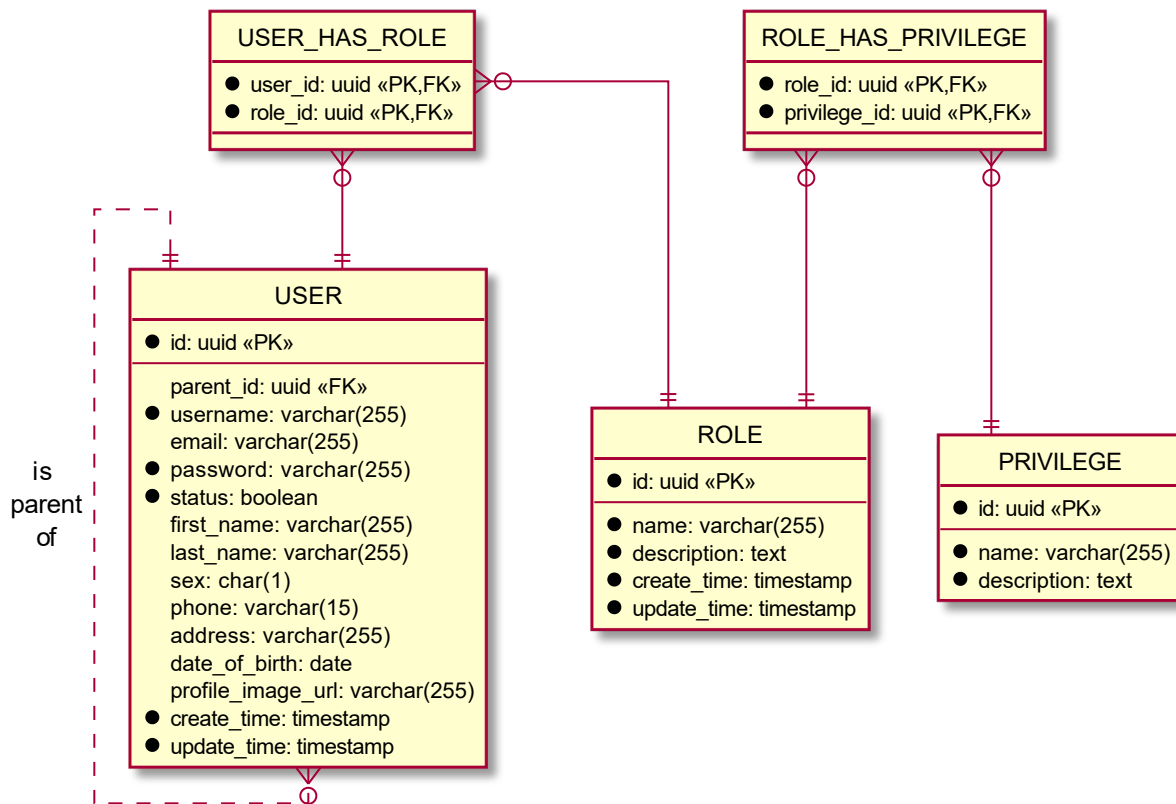 USER_HAS_ROLE
user_id: uuid «PK,FK»
role_id: uuid «PK,FK»
ROLE_HAS_PRIVILEGE
role_id: uuid «PK,FK»
privilege_id: uuid «PK,FK»
USER
id: uuid «PK»
parent_id: uuid «FK»
username: varchar(255)
email: varchar(255)
password: varchar(255)
status: boolean
first_name: varchar(255)
last_name: varchar(255)
sex: char(1)
phone: varchar(15)
address: varchar(255)
date_of_birth: date
profile_image_url: varchar(255)
create_time: timestamp
update_time: timestamp
is
parent
of
ROLE
id: uuid «PK»
name: varchar(255)
description: text
create_time: timestamp
update_time: timestamp
PRIVILEGE
id: uuid «PK»
name: varchar(255)
description: text